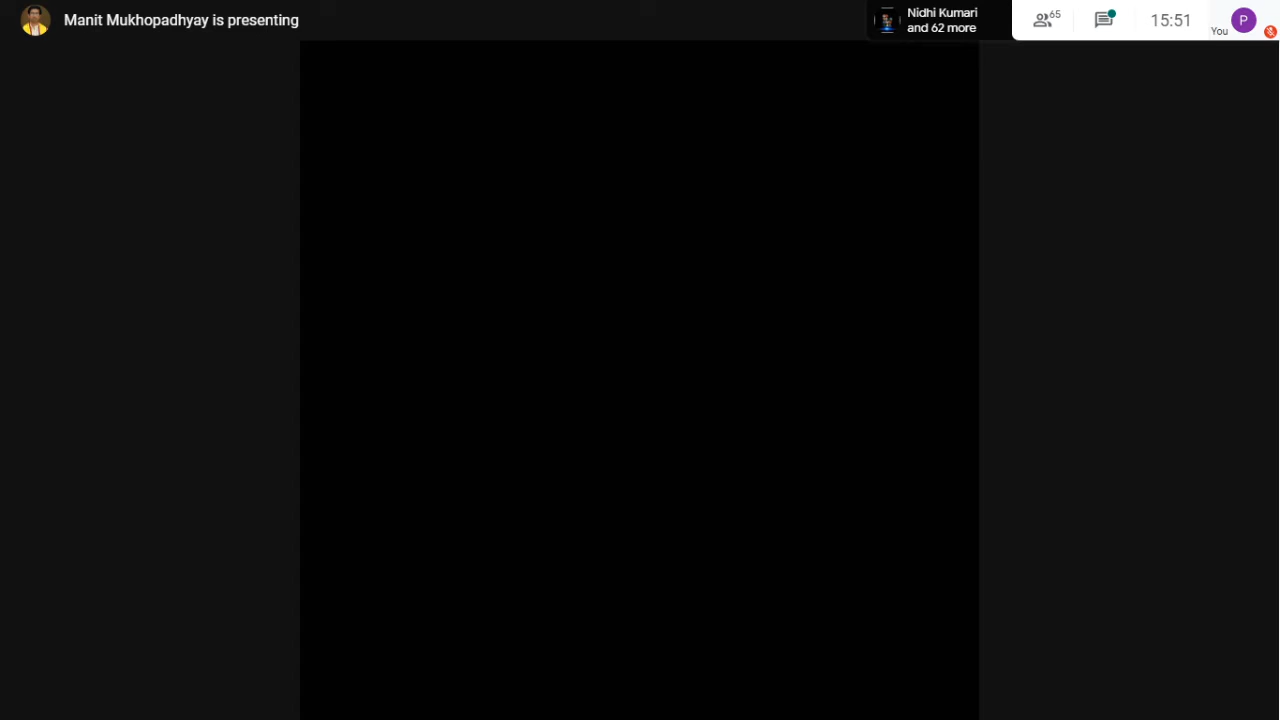 Manit Mukhopadhyay is presenting
Nidhi Kumari
and 62 more
65
15:51
You
P